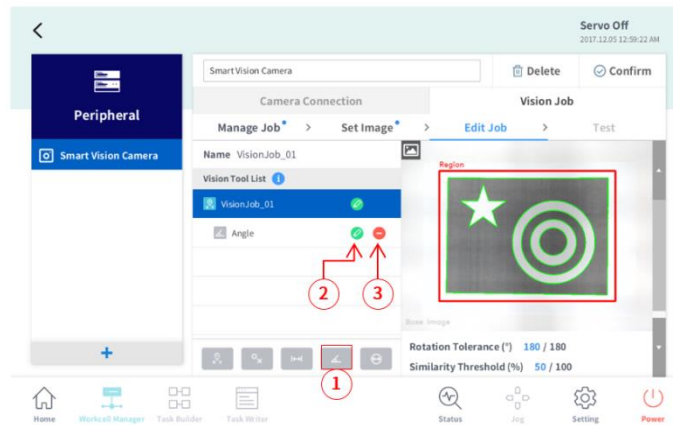 Servo Off
2017.12.05 12:59:22 AM
Peripheral
Smart Vision Camera
Smart Vision Camera
Delete
Confirm
Camera Connection
Vision Job
Manage Job
>
Set Image
>
Edit Job
>
Test
Name VisionJob_01
Vision Tool List
VisionJob_01
Angle
2
3
1
Region
Base Image
Rotation Tolerance (°) 180 / 180
Similarity Threshold (%) 50 / 100
+
Home
Workcell Manager
Task Builder
Task Writer
Status
Jog
Setting
Power